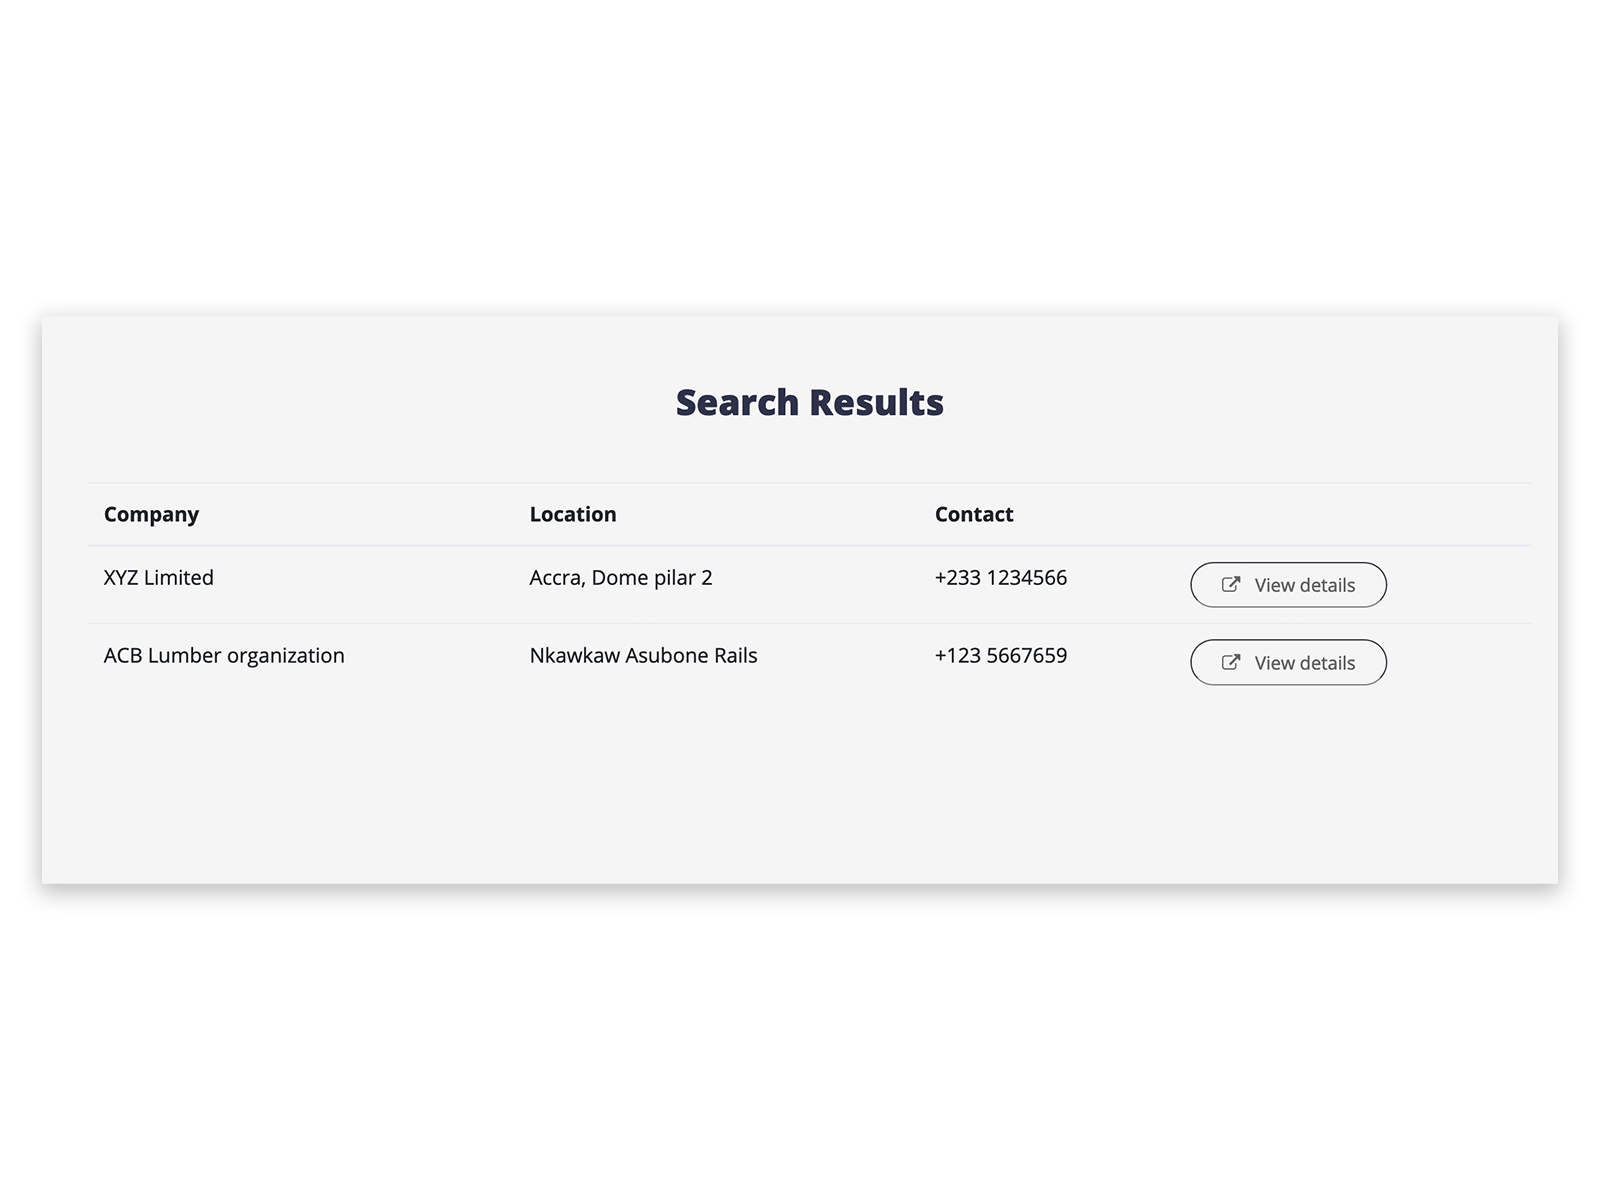 Search Results
Company Location Contact
XYZ Limited Accra, Dome pilar 2 +233 1234566 View details
ACB Lumber organization Nkawkaw Asubone Rails +123 5667659 View details